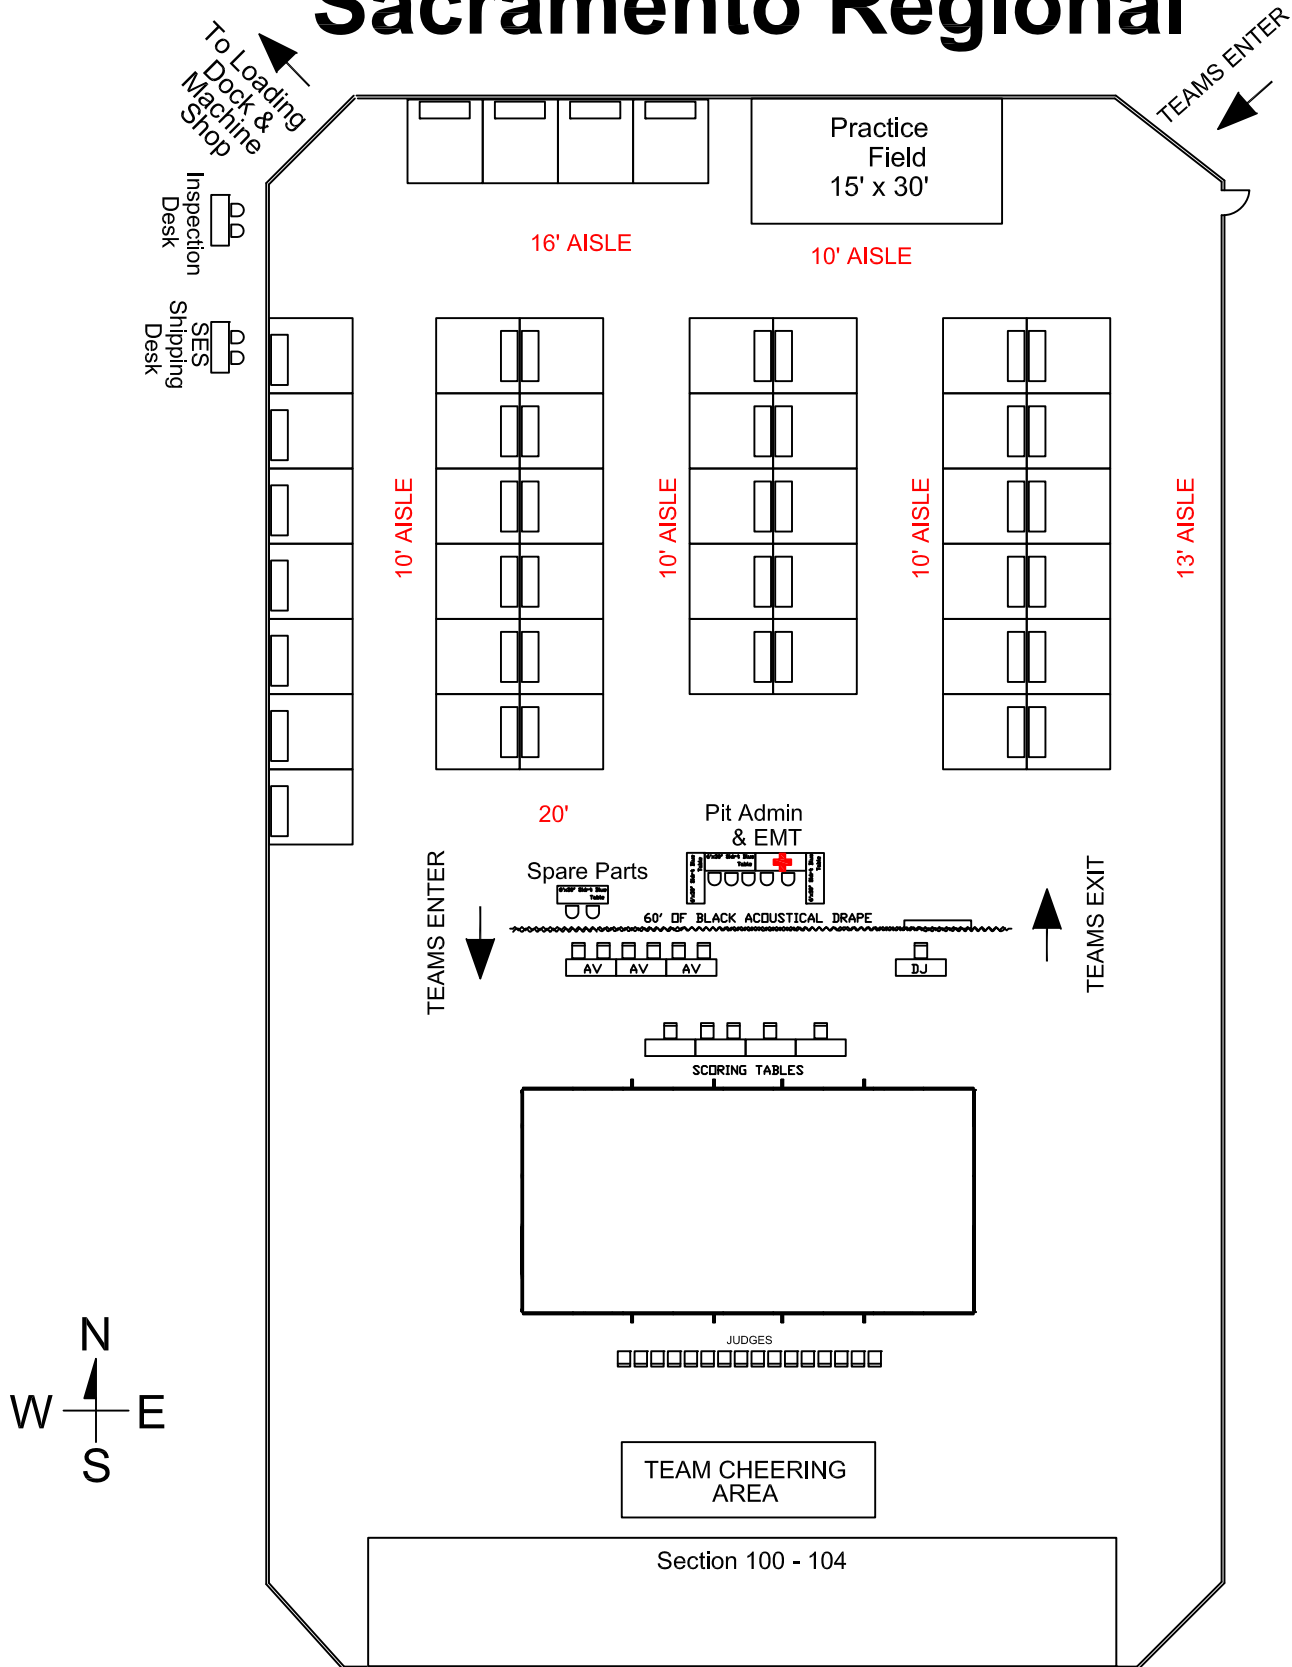 Sacramento Regional
To Loading
Dock &
Machine
Shop
TEAMS ENTER
Practice
Field
15' x 30'
Inspection
Desk
16' AISLE
10' AISLE
SES
Shipping
Desk
10' AISLE
10' AISLE
10' AISLE
13' AISLE
20'
Pit Admin
& EMT
Spare Parts
TEAMS ENTER
TEAMS EXIT
60' OF BLACK ACOUSTICAL DRAPE
AV
AV
AV
DJ
SCORING TABLES
JUDGES
N
W
E
S
TEAM CHEERING
AREA
Section 100 - 104